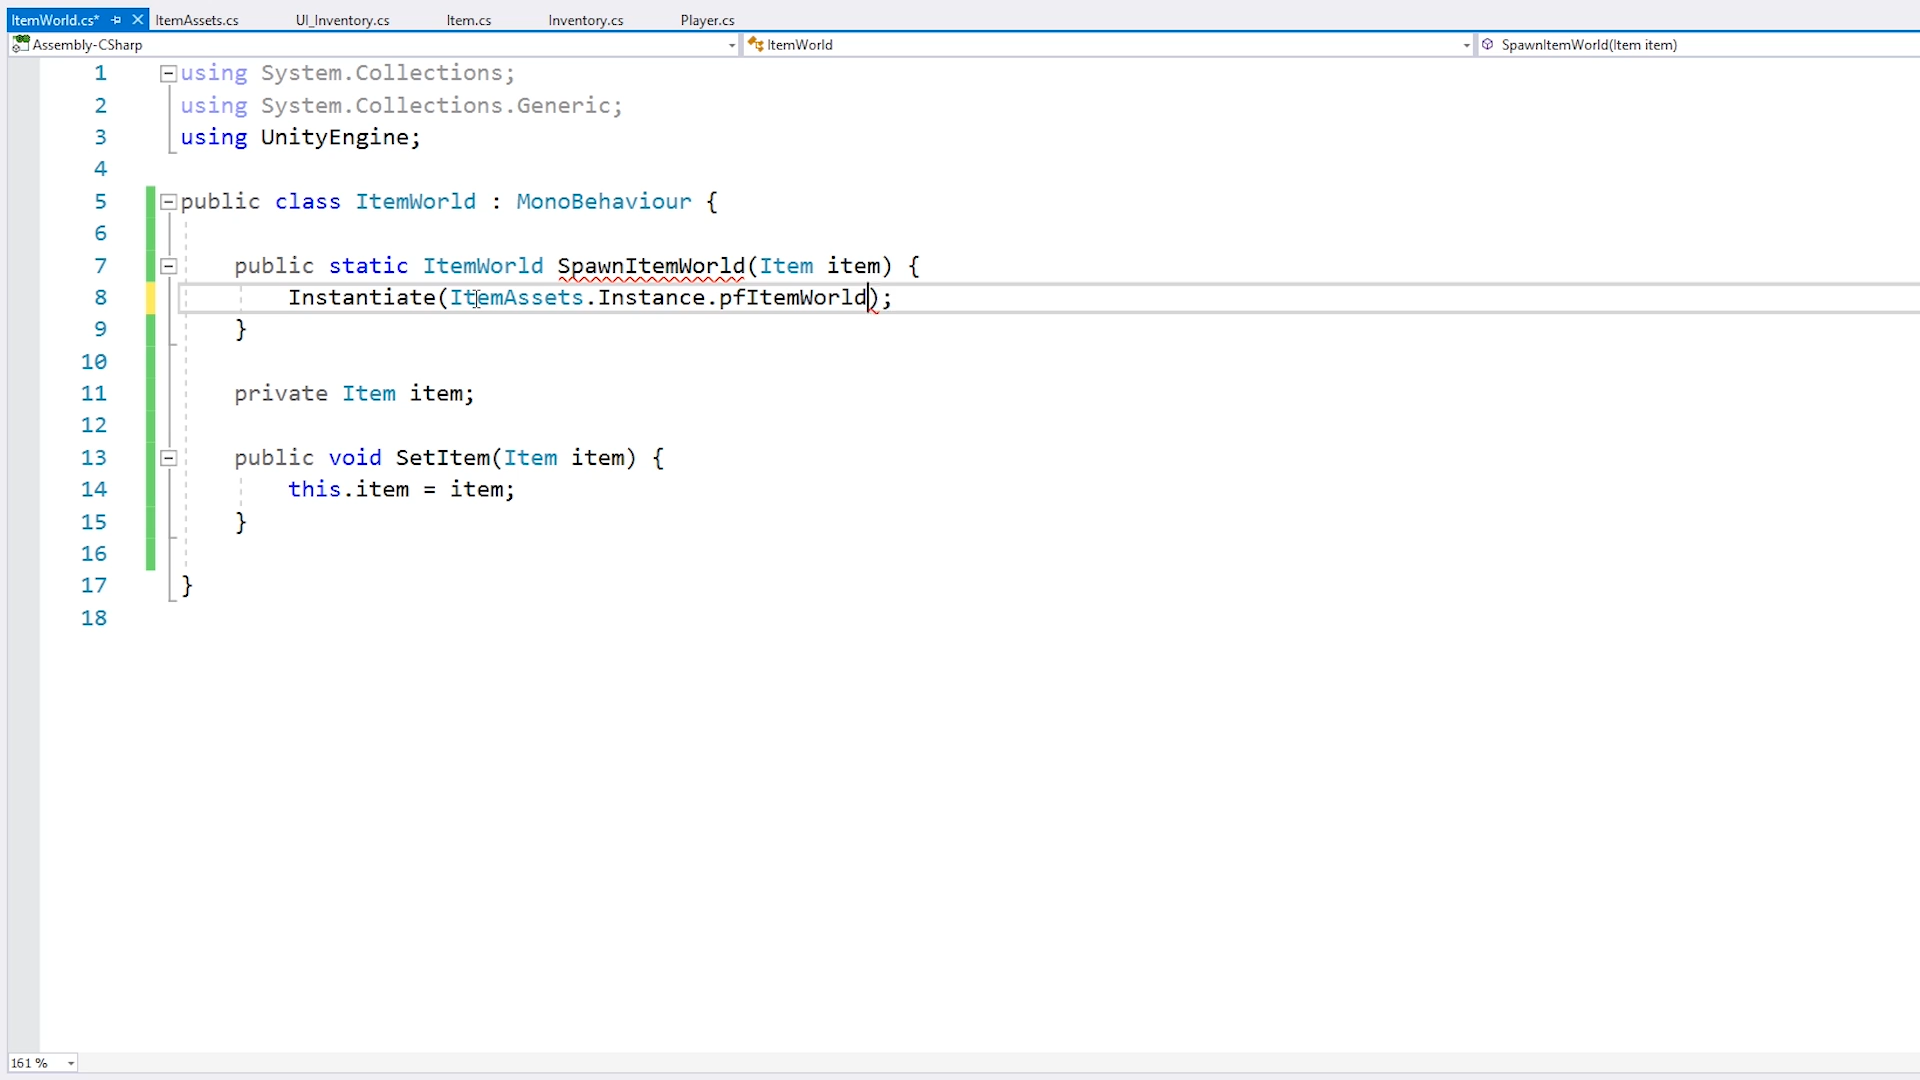 ItemWorld.cs* ItemAssets.cs UI_Inventory.cs Item.cs Inventory.cs Player.cs
Assembly-CSharp ItemWorld SpawnItemWorld(Item item)
1 using System.Collections;
2 using System.Collections.Generic;
3 using UnityEngine;
4
5 public class ItemWorld : MonoBehaviour {
6
7 public static ItemWorld SpawnItemWorld(Item item) {
8 Instantiate(ItemAssets.Instance.pfItemWorld);
9 }
10
11 private Item item;
12
13 public void SetItem(Item item) {
14 this.item = item;
15 }
16
17 }
18
161 %